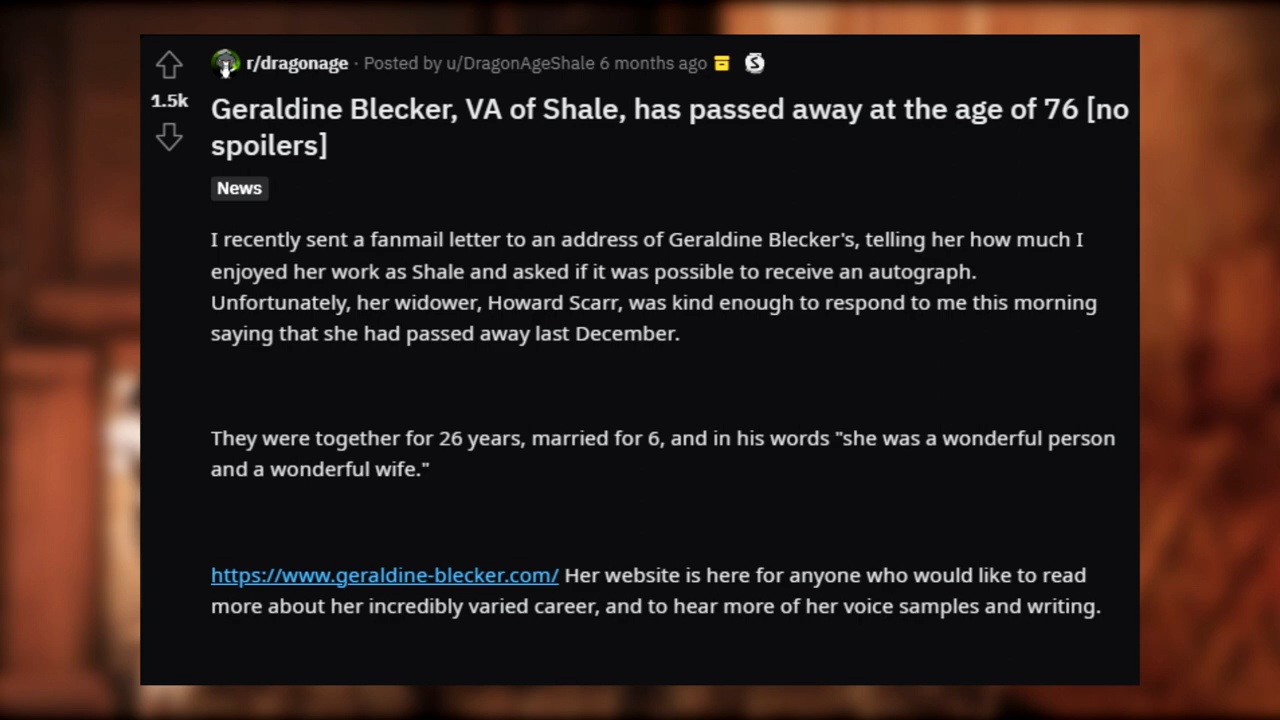 r/dragonage · Posted by u/DragonAgeShale 6 months ago
1.5k
Geraldine Blecker, VA of Shale, has passed away at the age of 76 [no
spoilers]
News
I recently sent a fanmail letter to an address of Geraldine Blecker's, telling her how much I
enjoyed her work as Shale and asked if it was possible to receive an autograph.
Unfortunately, her widower, Howard Scarr, was kind enough to respond to me this morning
saying that she had passed away last December.
They were together for 26 years, married for 6, and in his words "she was a wonderful person
and a wonderful wife."
https://www.geraldine-blecker.com/ Her website is here for anyone who would like to read
more about her incredibly varied career, and to hear more of her voice samples and writing.